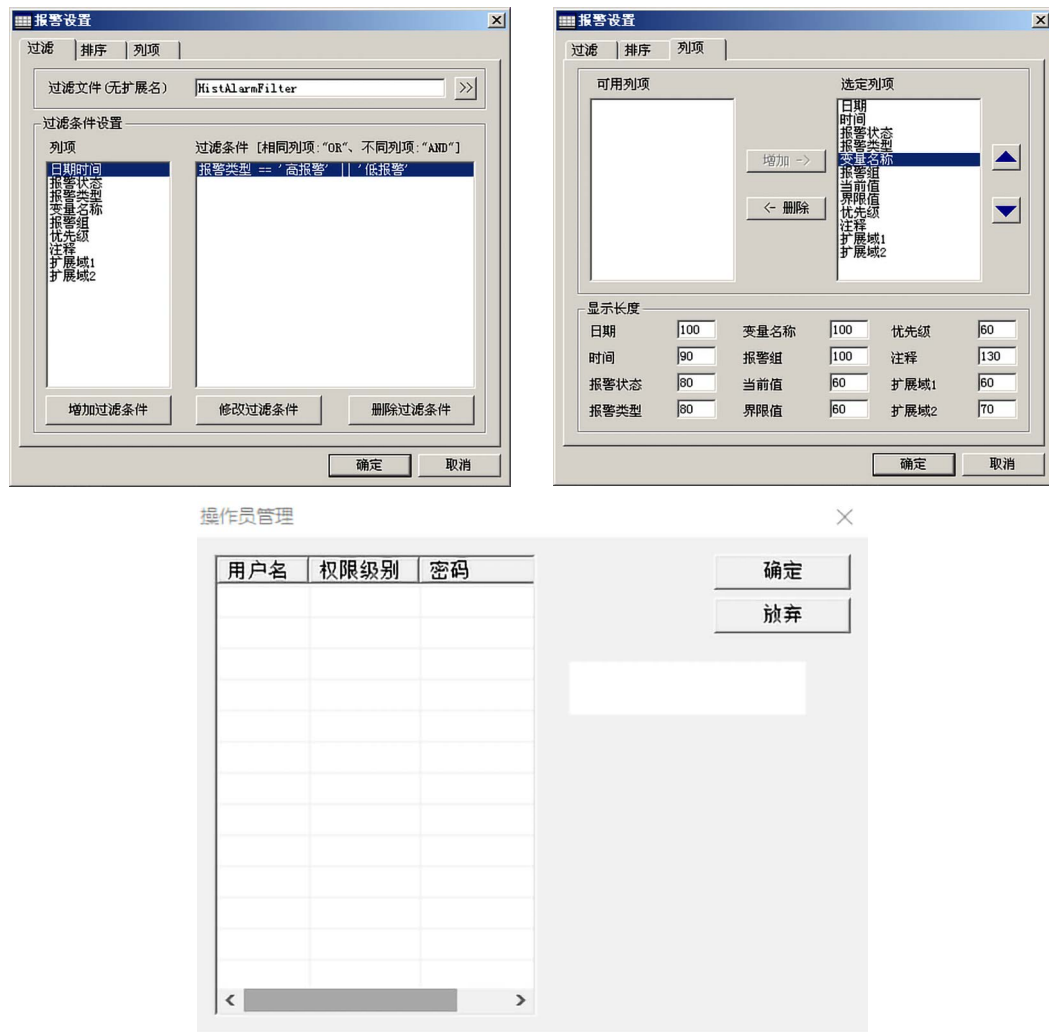 报警设置
过滤 排序 列项
过滤文件(无扩展名) HistAlarmFilter >>
过滤条件设置
列项 过滤条件 [相同列项:"OR"、不同列项:"AND"]
日期时间 报警类型 == '高报警' || '低报警'
报警状态
报警类型
变量名称
报警组
优先级
注释
扩展域1
扩展域2
增加过滤条件 修改过滤条件 删除过滤条件
确定 取消
报警设置
过滤 排序 列项
可用列项 选定列项
日期
时间
报警状态
报警类型
增加 -> 变量名称
报警组
当前值
界限值
<- 删除 优先级
注释
扩展域1
扩展域2
显示长度
日期 100 变量名称 100 优先级 60
时间 90 报警组 100 注释 130
报警状态 80 当前值 60 扩展域1 60
报警类型 80 界限值 60 扩展域2 70
确定 取消
操作员管理
用户名 权限级别 密码 确定
放弃